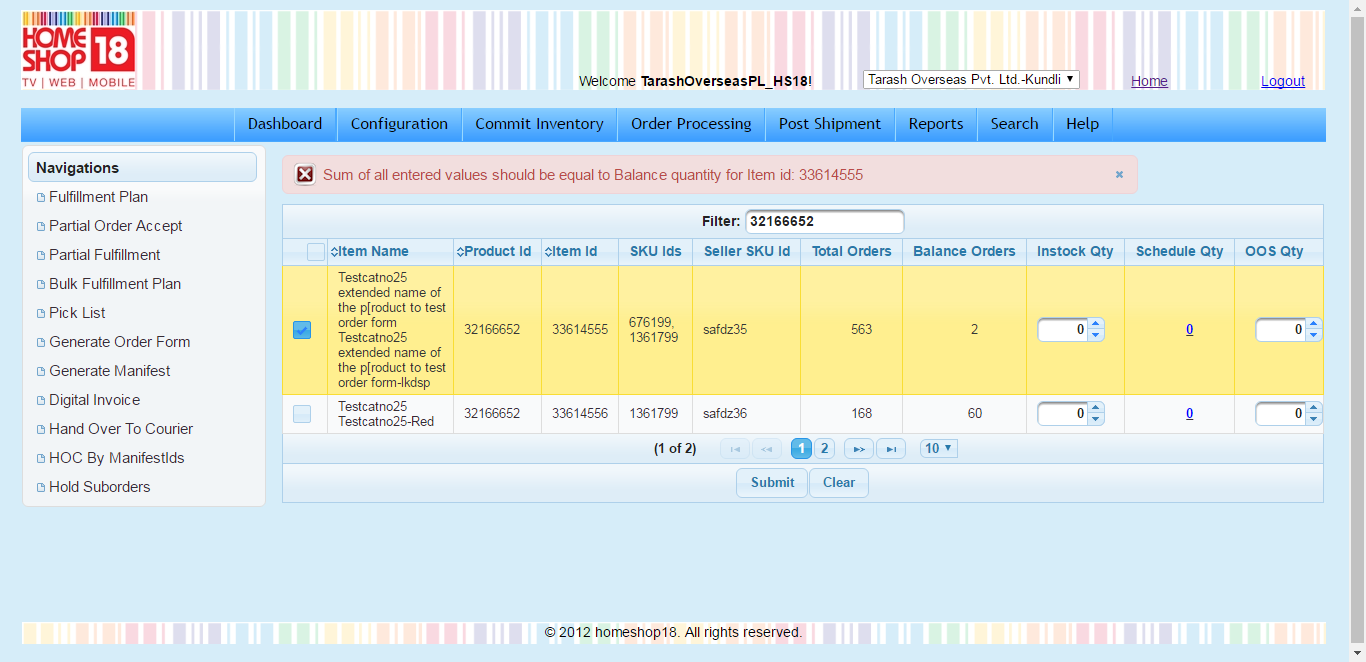 HOME
SHOP 18
TV | WEB | MOBILE
Welcome TarashOverseasPL_HS18! Tarash Overseas Pvt. Ltd.-Kundli Home Logout
Dashboard Configuration Commit Inventory Order Processing Post Shipment Reports Search Help
Navigations
Fulfillment Plan
Partial Order Accept
Partial Fulfillment
Bulk Fulfillment Plan
Pick List
Generate Order Form
Generate Manifest
Digital Invoice
Hand Over To Courier
HOC By ManifestIds
Hold Suborders
Sum of all entered values should be equal to Balance quantity for Item id: 33614555
Filter: 32166652
Item Name Product Id Item Id SKU Ids Seller SKU Id Total Orders Balance Orders Instock Qty Schedule Qty OOS Qty
Testcatno25
extended name of
the p[roduct to test
order form
Testcatno25
extended name of
the p[roduct to test
order form-lkdsp
32166652 33614555 676199, 
1361799
safdz35 563 2 0 0 0
Testcatno25
Testcatno25-Red
32166652 33614556 1361799 safdz36 168 60 0 0 0
(1 of 2) 1 2 10
Submit Clear
© 2012 homeshop18. All rights reserved.